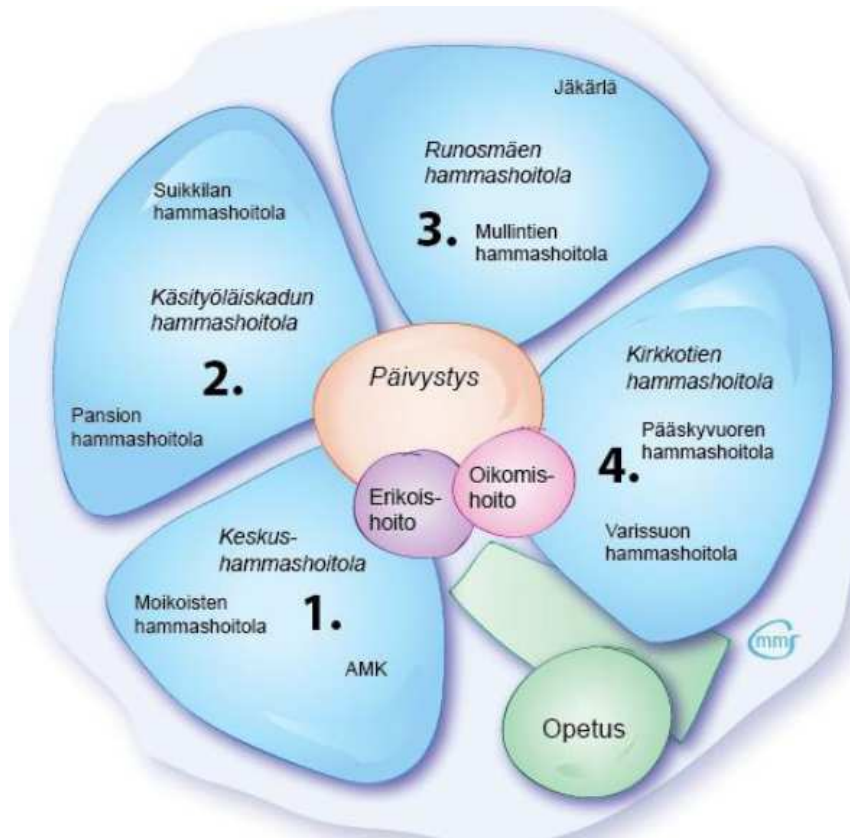 Jäkärlä
Runosmäen
hammashoitola
3.
Mullintien
hammashoitola
Suikkilan
hammashoitola
Käsityöläiskadun
hammashoitola
2.
Pansion
hammashoitola
Päivystys
Kirkkotien
hammashoitola
Pääskyvuoren
hammashoitola
4.
Varissuon
hammashoitola
Erikois-
hoito
Oikomis-
hoito
Keskus-
hammashoitola
Moikoisten
hammashoitola
1.
AMK
Opetus